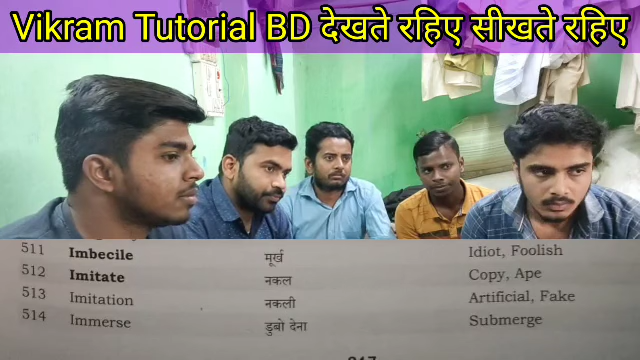 Vikram Tutorial BD देखते रहिए सीखते रहिए
511 Imbecile मूर्ख Idiot, Foolish
512 Imitate नकल Copy, Ape
513 Imitation नकली Artificial, Fake
514 Immerse डुबो देना Submerge